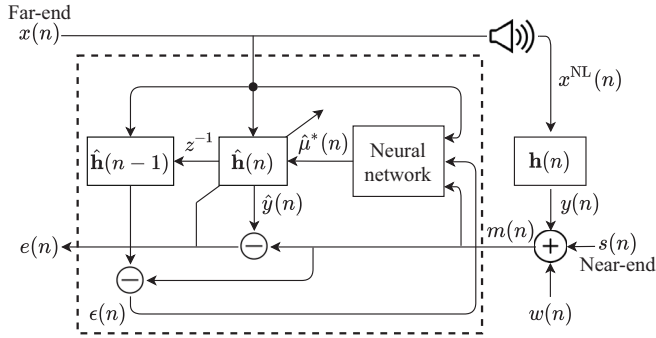 Far-end
x(n)
x^NL(n)
z^{-1}
μ̂*(n)
ĥ(n−1)
ĥ(n)
Neural
network
h(n)
ŷ(n)
y(n)
m(n)
e(n)
−
+
s(n)
Near-end
−
ϵ(n)
w(n)